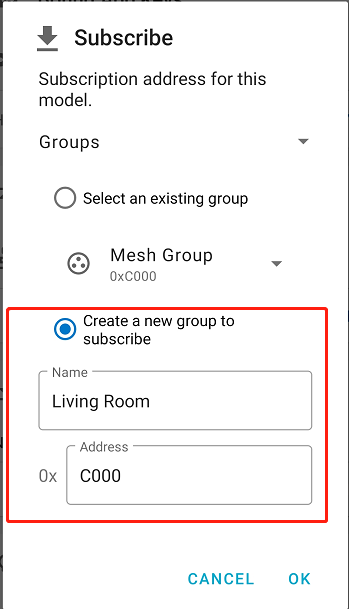 Subscribe
Subscription address for this
model.
Groups
Select an existing group
Mesh Group
0xC000
Create a new group to
subscribe
Name
Living Room
Address
0x C000
CANCEL OK